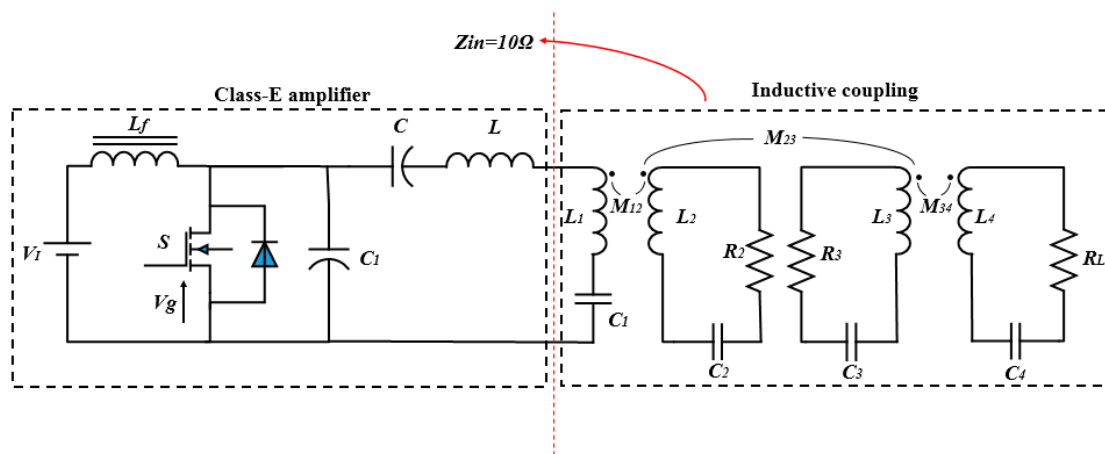 Zin=10Ω
Class-E amplifier
Inductive coupling
Lf
C
L
M23
M12
M34
L1
L2
L3
L4
S
VI
C1
R2
R3
RL
Vg
C1
C2
C3
C4